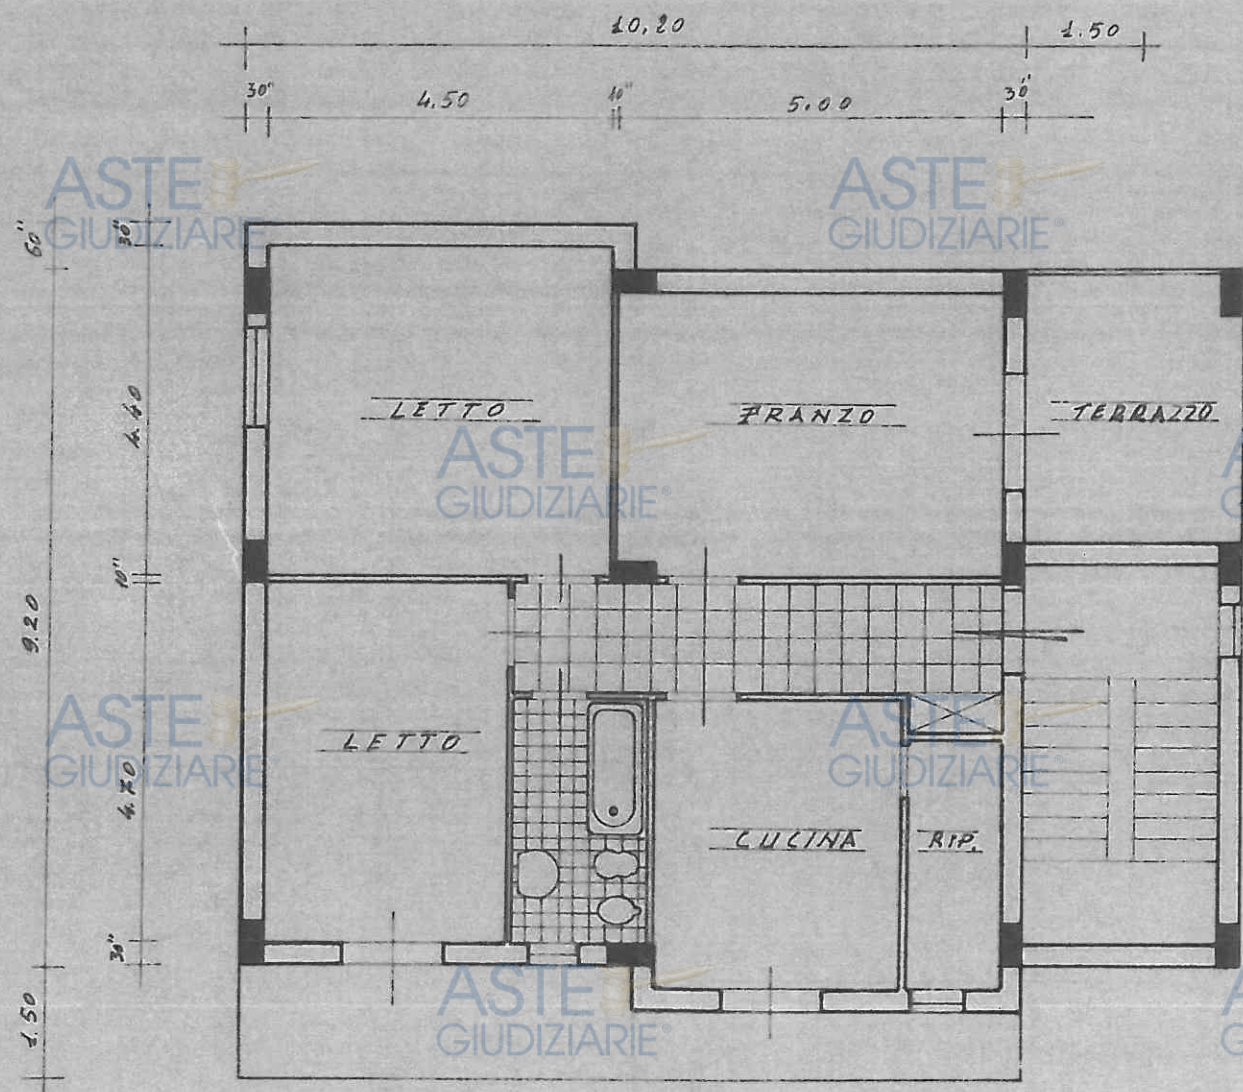 10,20
1.50
30"
4.50
10"
5.00
30"
ASTE
GIUDIZIARIE®
ASTE
GIUDIZIARIE®
60"
30"
4.40
LETTO
PRANZO
TERRAZZO
ASTE
GIUDIZIARIE®
10"
9.20
ASTE
GIUDIZIARIE®
ASTE
GIUDIZIARIE®
LETTO
4.70
CUCINA
RIP.
30"
ASTE
GIUDIZIARIE®
1.50